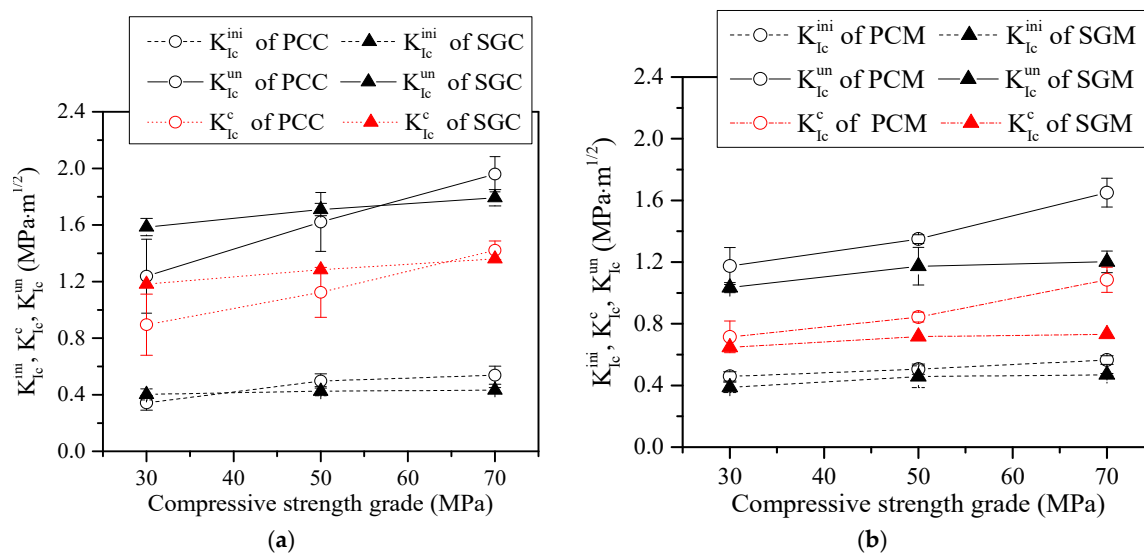 K_Ic^ini of PCC K_Ic^ini of SGC
K_Ic^un of PCC K_Ic^un of SGC
K_Ic^c of PCC K_Ic^c of SGC
2.4
2.0
1.6
1.2
0.8
0.4
0.0
K_Ic^ini, K_Ic^c, K_Ic^un (MPa·m^1/2)
30 40 50 60 70
Compressive strength grade (MPa)
(a)
K_Ic^ini of PCM K_Ic^ini of SGM
K_Ic^un of PCM K_Ic^un of SGM
K_Ic^c of PCM K_Ic^c of SGM
2.4
2.0
1.6
1.2
0.8
0.4
0.0
K_Ic^ini, K_Ic^c, K_Ic^un (MPa·m^1/2)
30 40 50 60 70
Compressive strength grade (MPa)
(b)